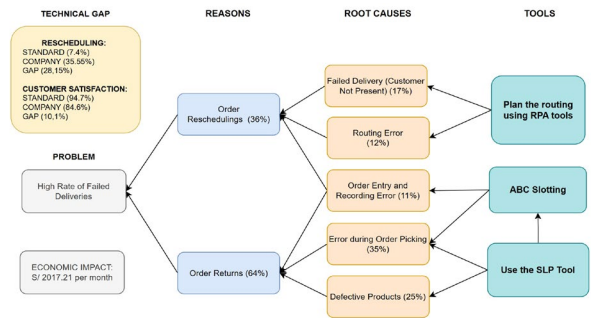 TECHNICAL GAP
REASONS
ROOT CAUSES
TOOLS
RESCHEDULING:
STANDARD (7.4%)
COMPANY (35.55%)
GAP (28,15%)
CUSTOMER SATISFACTION:
STANDARD (94.7%)
COMPANY (84.6%)
GAP (10,1%)
PROBLEM
High Rate of Failed
Deliveries
ECONOMIC IMPACT:
S/ 2017.21 per month
Order
Reschedulings (36%)
Order Returns (64%)
Failed Delivery (Customer
Not Present) (17%)
Routing Error
(12%)
Order Entry and
Recording Error (11%)
Error during Order Picking
(35%)
Defective Products (25%)
Plan the routing
using RPA tools
ABC Slotting
Use the SLP Tool